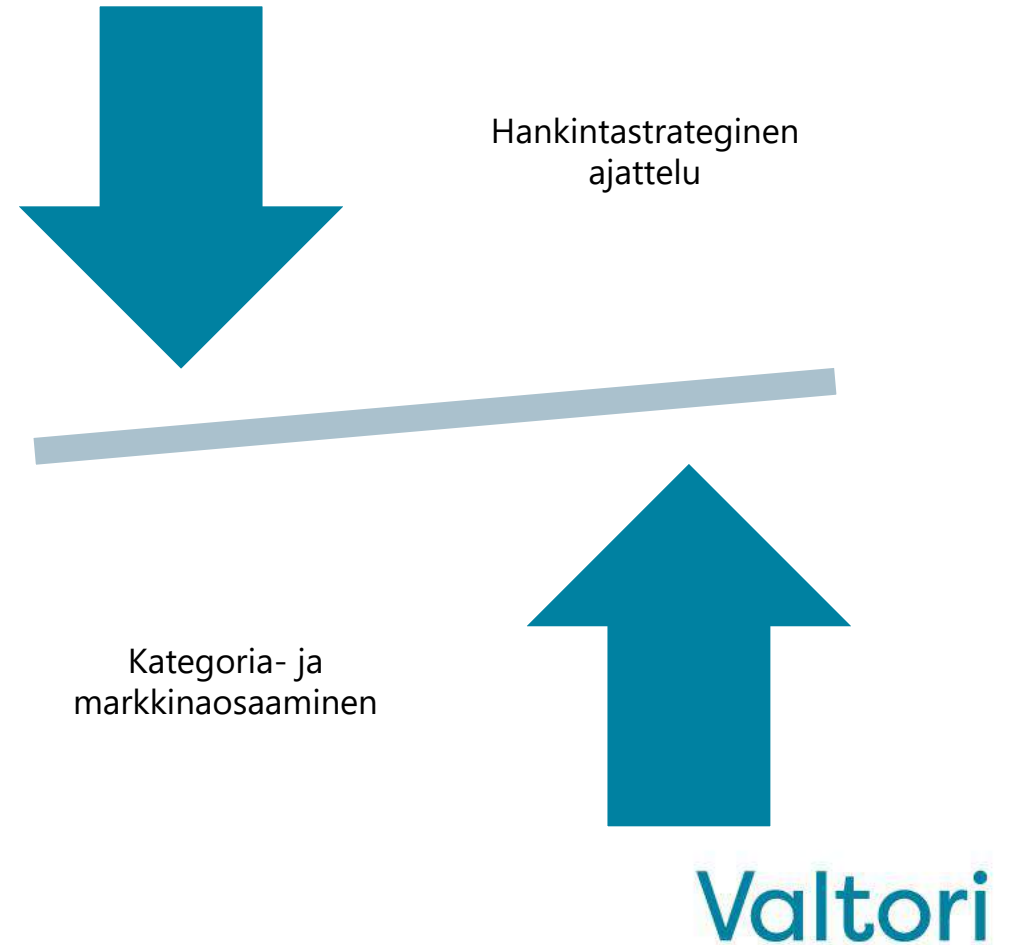 Hankintastrateginen
ajattelu
Kategoria- ja
markkinaosaaminen
Valtori